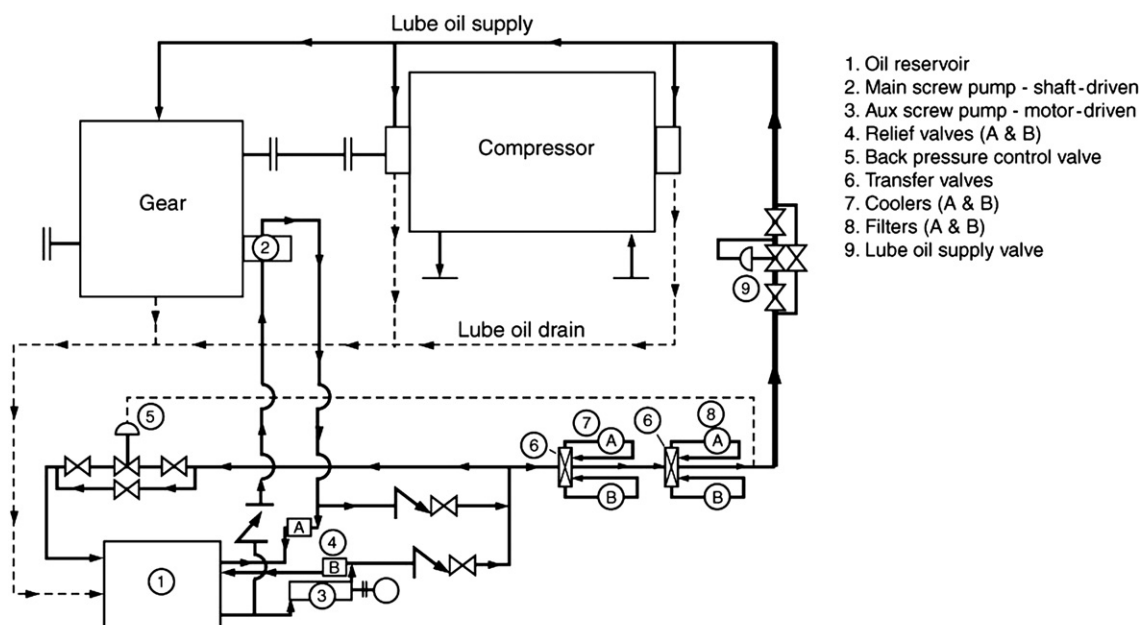 Lube oil supply
1. Oil reservoir
2. Main screw pump - shaft-driven
3. Aux screw pump - motor-driven
4. Relief valves (A & B)
5. Back pressure control valve
6. Transfer valves
7. Coolers (A & B)
8. Filters (A & B)
9. Lube oil supply valve
Compressor
Gear
2
9
Lube oil drain
5
7
8
6
6
A
A
B
B
A
4
B
1
3